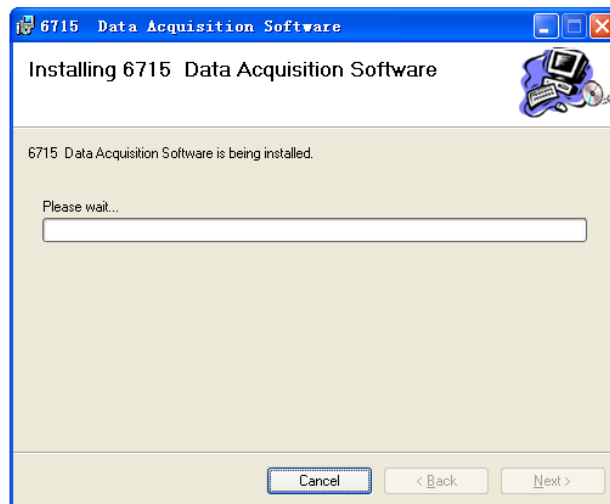 6715 Data Acquisition Software
Installing 6715 Data Acquisition Software
6715 Data Acquisition Software is being installed.
Please wait...
Cancel
< Back
Next >